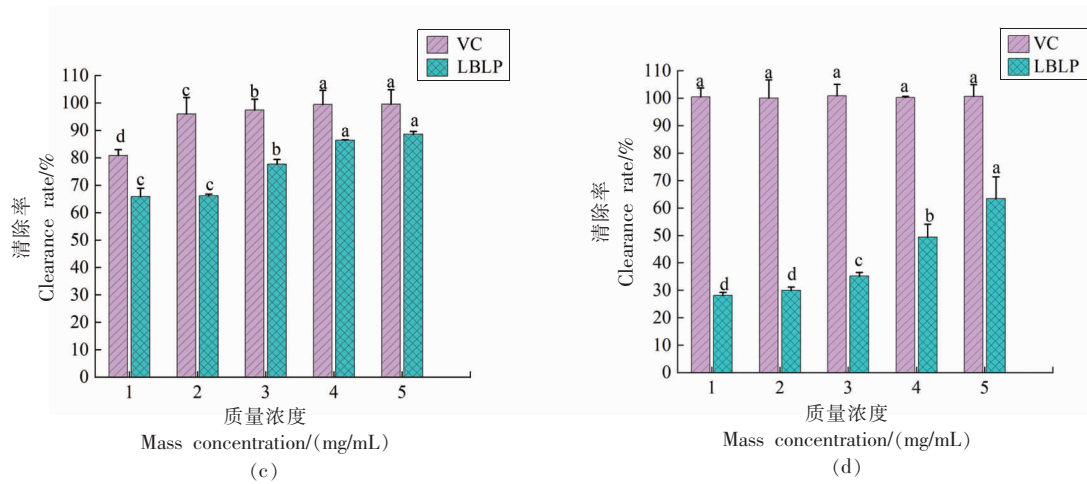 VC
LBLP
110
100
90
80
70
60
50
40
30
20
10
0
清除率
Clearance rate/%
d
c
c
c
b
b
a
a
a
a
1 2 3 4 5
质量浓度
Mass concentration/(mg/mL)
(c)
VC
LBLP
110
100
90
80
70
60
50
40
30
20
10
0
清除率
Clearance rate/%
a
d
a
d
a
c
a
b
a
a
1 2 3 4 5
质量浓度
Mass concentration/(mg/mL)
(d)